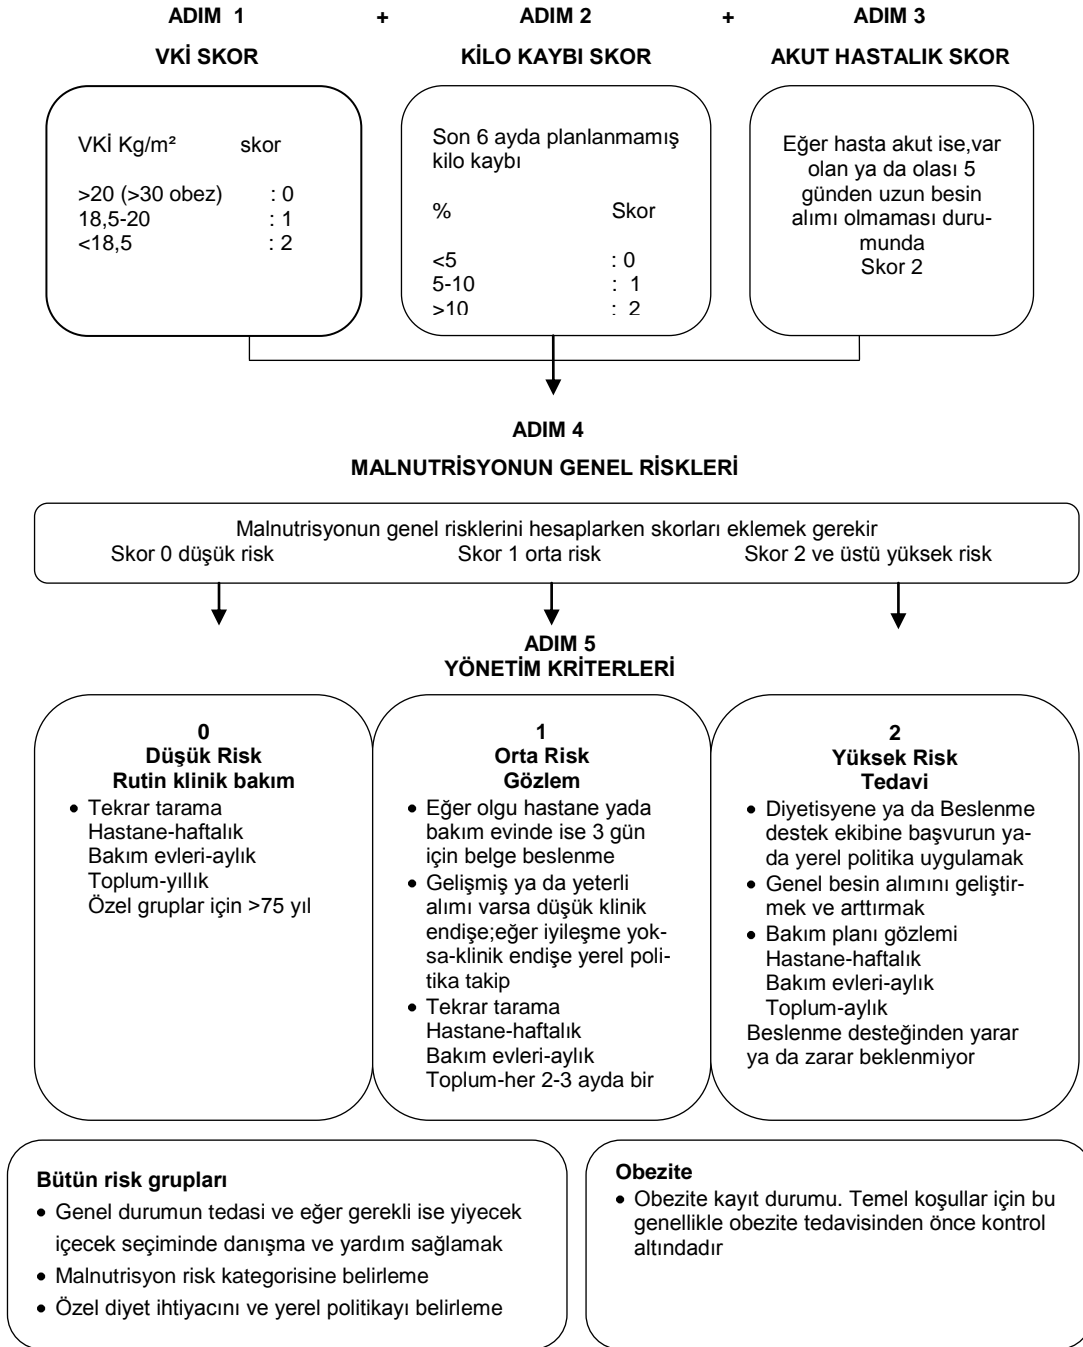 ADIM 1 + ADIM 2 + ADIM 3
VKİ SKOR KİLO KAYBI SKOR AKUT HASTALIK SKOR
VKİ Kg/m² skor
>20 (>30 obez) : 0
18,5-20 : 1
<18,5 : 2
Son 6 ayda planlanmamış
kilo kaybı
% Skor
<5 : 0
5-10 : 1
>10 : 2
Eğer hasta akut ise,var
olan ya da olası 5
günden uzun besin
alımı olmaması duru-
munda
Skor 2
ADIM 4
MALNUTRİSYONUN GENEL RİSKLERİ
Malnutrisyonun genel risklerini hesaplarken skorları eklemek gerekir
Skor 0 düşük risk Skor 1 orta risk Skor 2 ve üstü yüksek risk
ADIM 5
YÖNETİM KRİTERLERİ
0
Düşük Risk
Rutin klinik bakım
• Tekrar tarama
Hastane-haftalık
Bakım evleri-aylık
Toplum-yıllık
Özel gruplar için >75 yıl
1
Orta Risk
Gözlem
• Eğer olgu hastane yada
bakım evinde ise 3 gün
için belge beslenme
• Gelişmiş ya da yeterli
alımı varsa düşük klinik
endişe;eğer iyileşme yok-
sa-klinik endişe yerel poli-
tika takip
• Tekrar tarama
Hastane-haftalık
Bakım evleri-aylık
Toplum-her 2-3 ayda bir
2
Yüksek Risk
Tedavi
• Diyetisyene ya da Beslenme
destek ekibine başvurun ya-
da yerel politika uygulamak
• Genel besin alımını geliştir-
mek ve arttırmak
• Bakım planı gözlemi
Hastane-haftalık
Bakım evleri-aylık
Toplum-aylık
Beslenme desteğinden yarar
ya da zarar beklenmiyor
Bütün risk grupları
• Genel durumun tedasi ve eğer gerekli ise yiyecek
içecek seçiminde danışma ve yardım sağlamak
• Malnutrisyon risk kategorisine belirleme
• Özel diyet ihtiyacını ve yerel politikayı belirleme
Obezite
• Obezite kayıt durumu. Temel koşullar için bu
genellikle obezite tedavisinden önce kontrol
altındadır